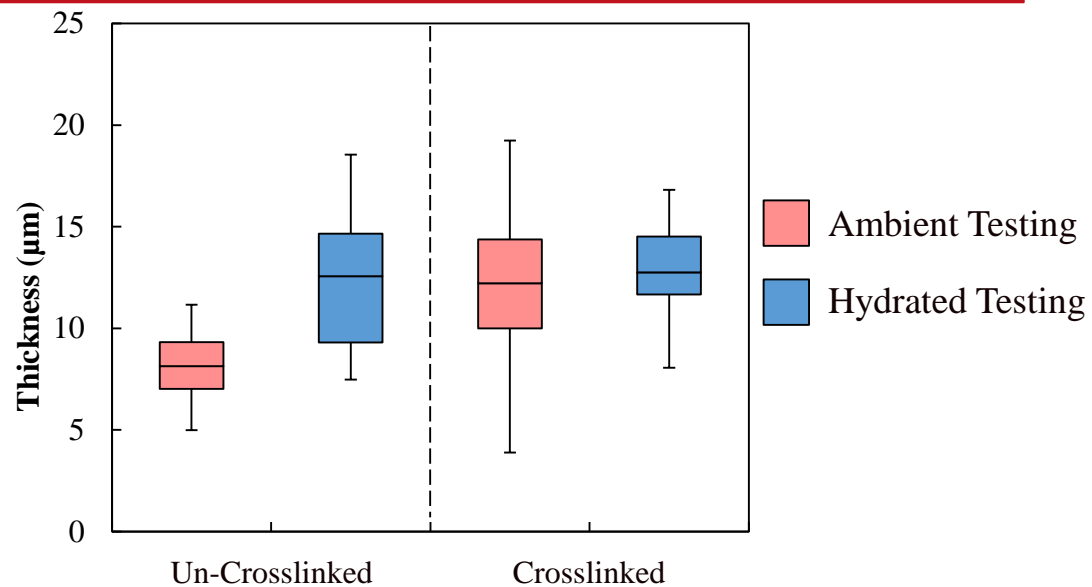 25
20
15
10
5
0
Thickness (µm)
Un-Crosslinked
Crosslinked
Ambient Testing
Hydrated Testing